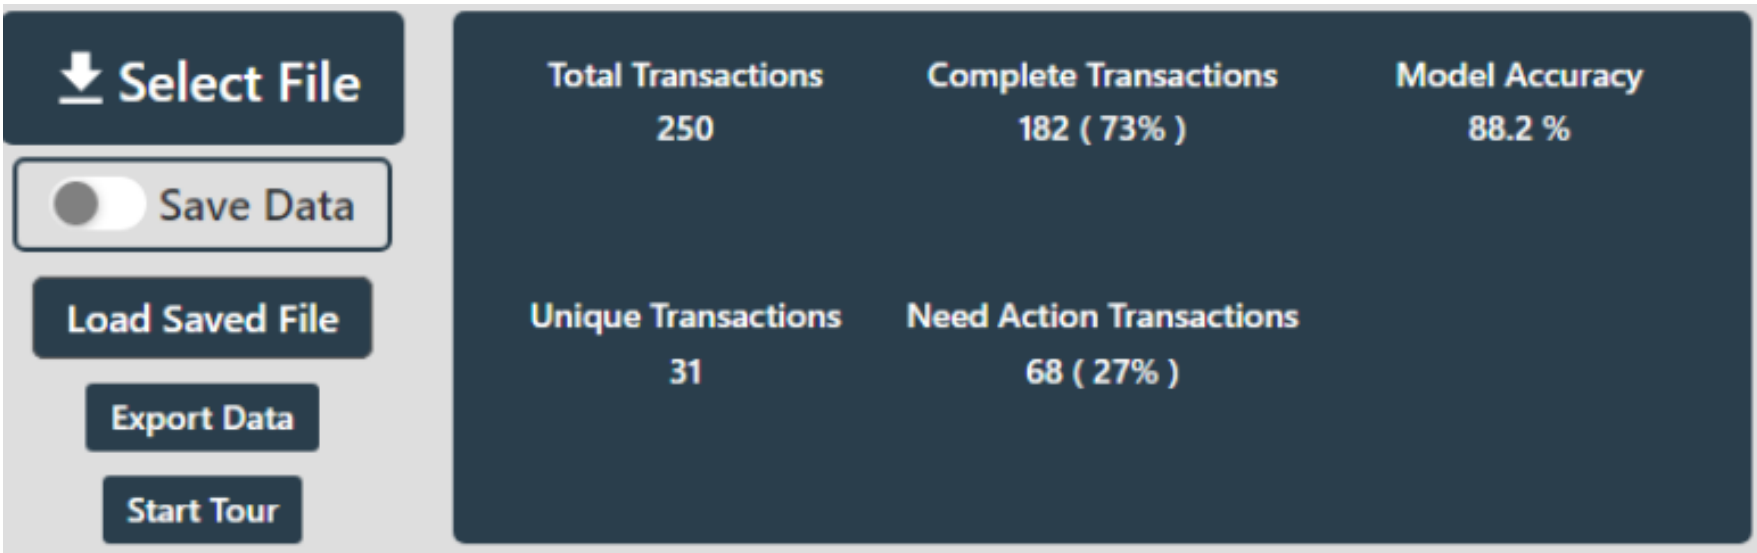 Select File
Save Data
Load Saved File
Export Data
Start Tour
Total Transactions
250
Complete Transactions
182 ( 73% )
Model Accuracy
88.2 %
Unique Transactions
31
Need Action Transactions
68 ( 27% )